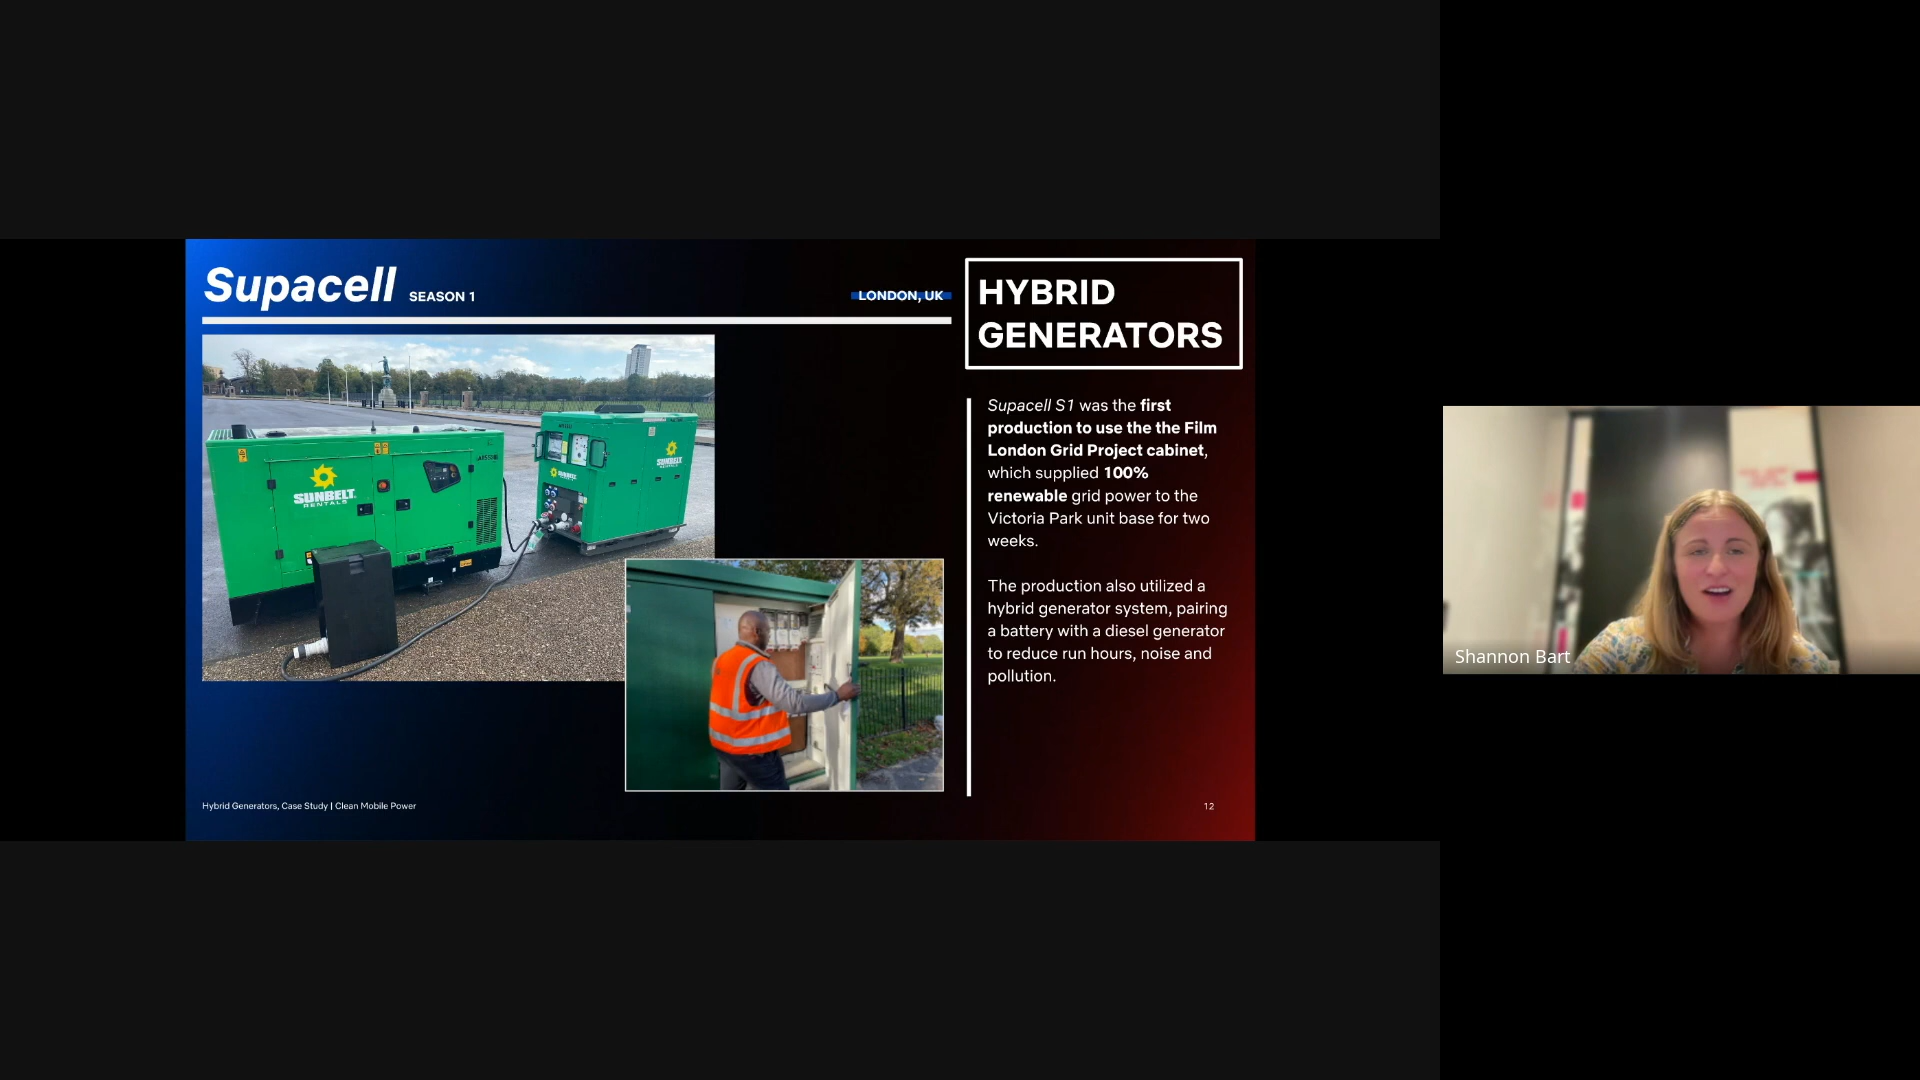 Supacell SEASON 1
LONDON, UK
HYBRID
GENERATORS
SUNBELT
RENTALS
SUNBELT
RENTALS
SUNBELT
Supacell S1 was the first
production to use the the Film
London Grid Project cabinet,
which supplied 100%
renewable grid power to the
Victoria Park unit base for two
weeks.
The production also utilized a
hybrid generator system, pairing
a battery with a diesel generator
to reduce run hours, noise and
pollution.
Hybrid Generators, Case Study | Clean Mobile Power
12
Shannon Bart